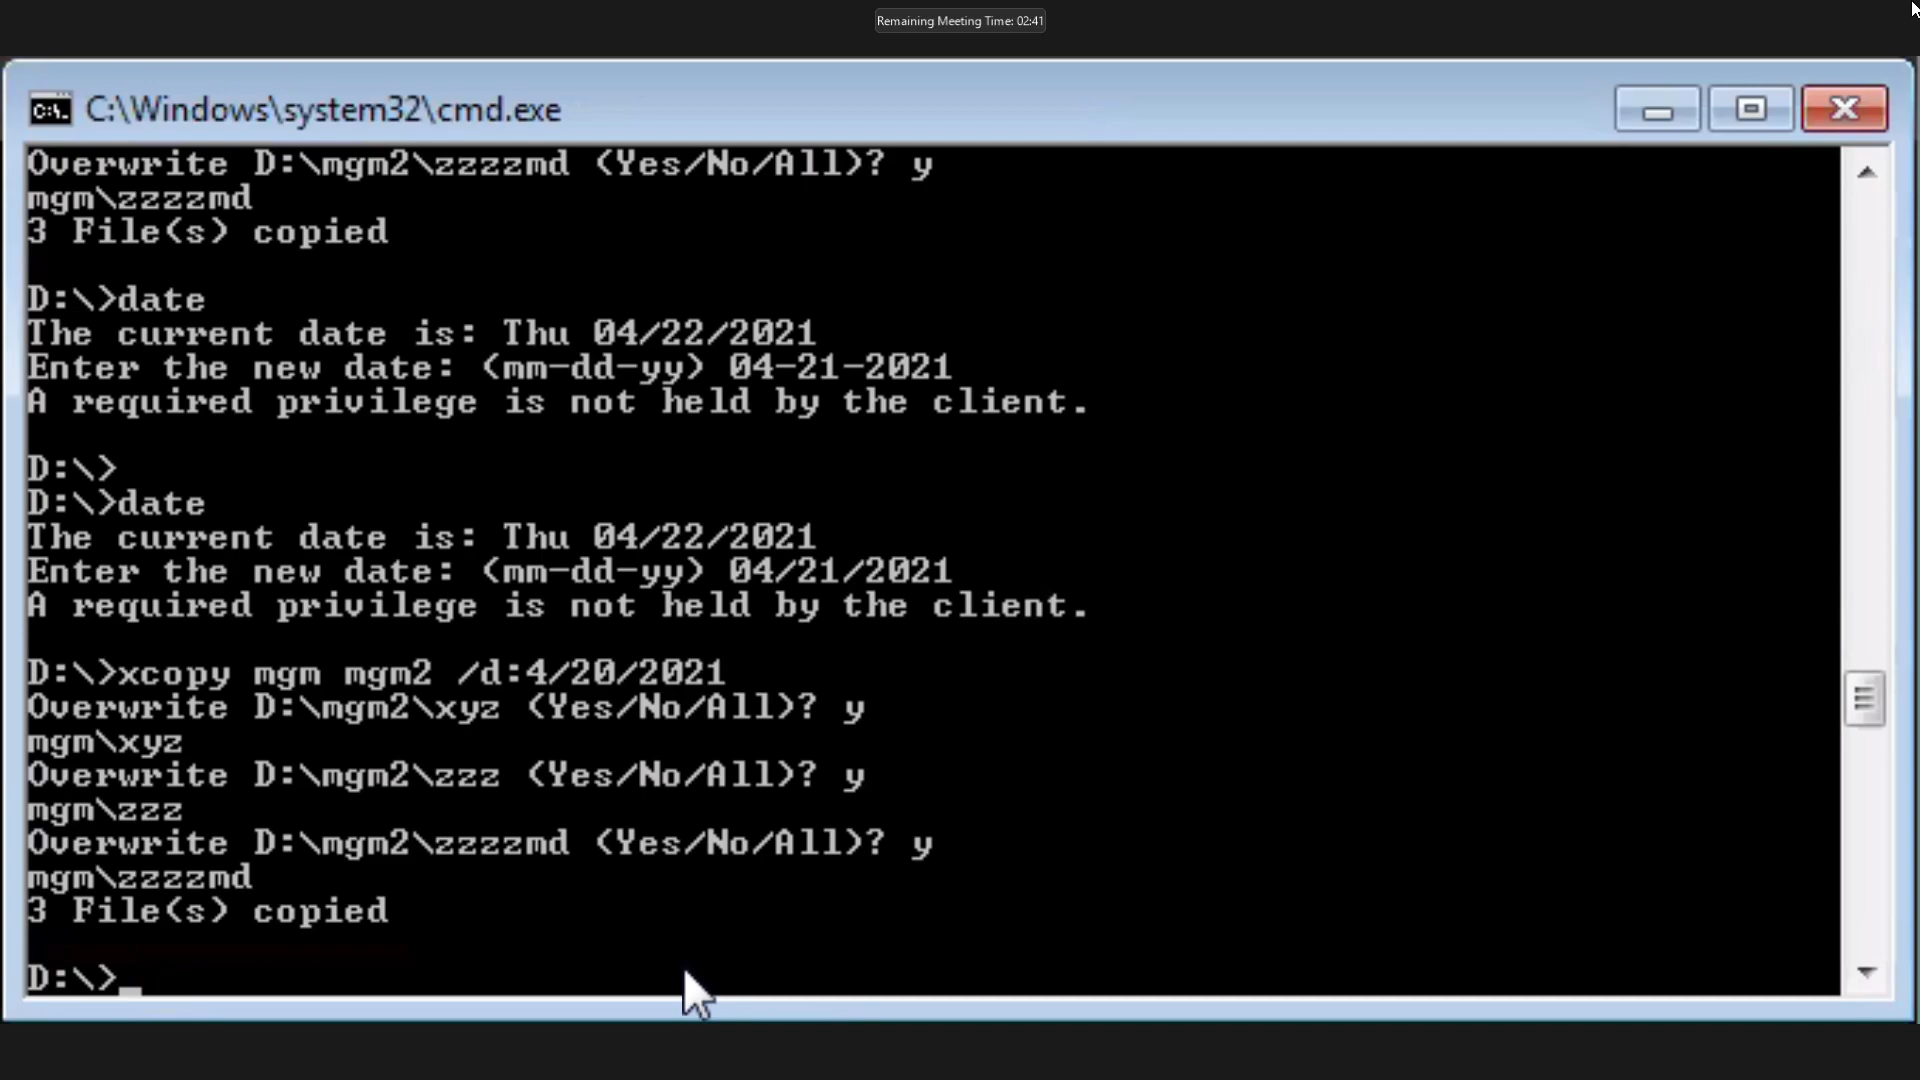 Remaining Meeting Time: 02:41
C:\Windows\system32\cmd.exe
Overwrite D:\mgm2\zzzzmd (Yes/No/All)? y
mgm\zzzzmd
3 File(s) copied
D:\>date
The current date is: Thu 04/22/2021
Enter the new date: (mm-dd-yy) 04-21-2021
A required privilege is not held by the client.
D:\>
D:\>date
The current date is: Thu 04/22/2021
Enter the new date: (mm-dd-yy) 04/21/2021
A required privilege is not held by the client.
D:\>xcopy mgm mgm2 /d:4/20/2021
Overwrite D:\mgm2\xyz (Yes/No/All)? y
mgm\xyz
Overwrite D:\mgm2\zzz (Yes/No/All)? y
mgm\zzz
Overwrite D:\mgm2\zzzzmd (Yes/No/All)? y
mgm\zzzzmd
3 File(s) copied
D:\>_